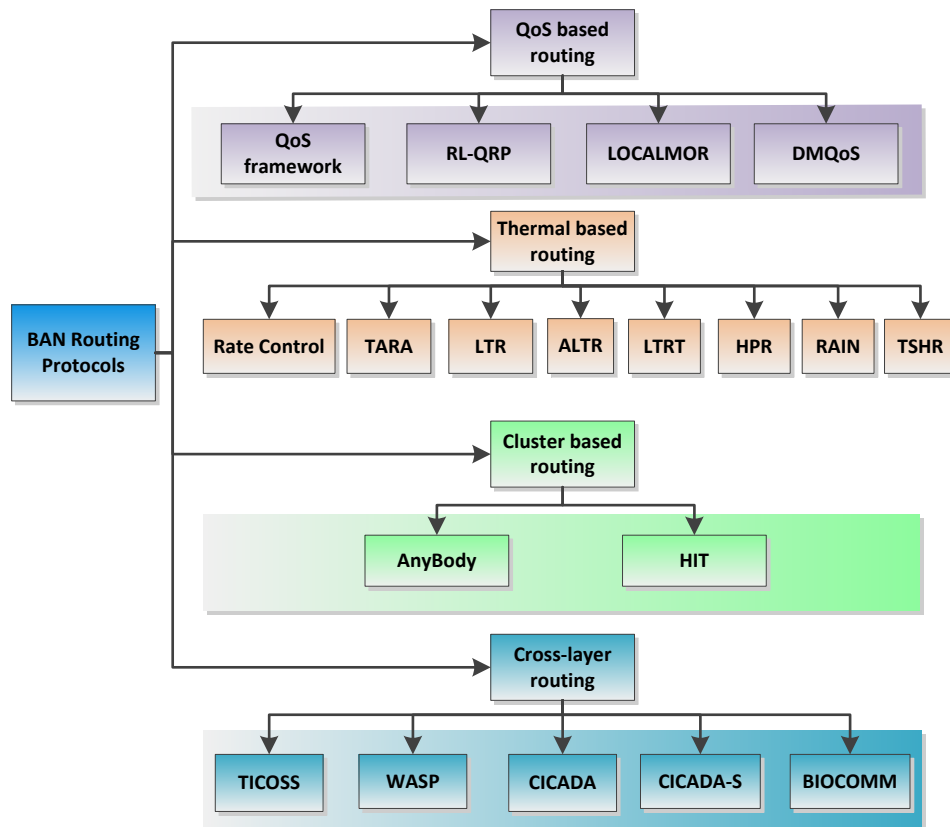 QoS based
routing
QoS
framework
RL-QRP
LOCALMOR
DMQoS
Thermal based
routing
BAN Routing
Protocols
Rate Control
TARA
LTR
ALTR
LTRT
HPR
RAIN
TSHR
Cluster based
routing
AnyBody
HIT
Cross-layer
routing
TICOSS
WASP
CICADA
CICADA-S
BIOCOMM